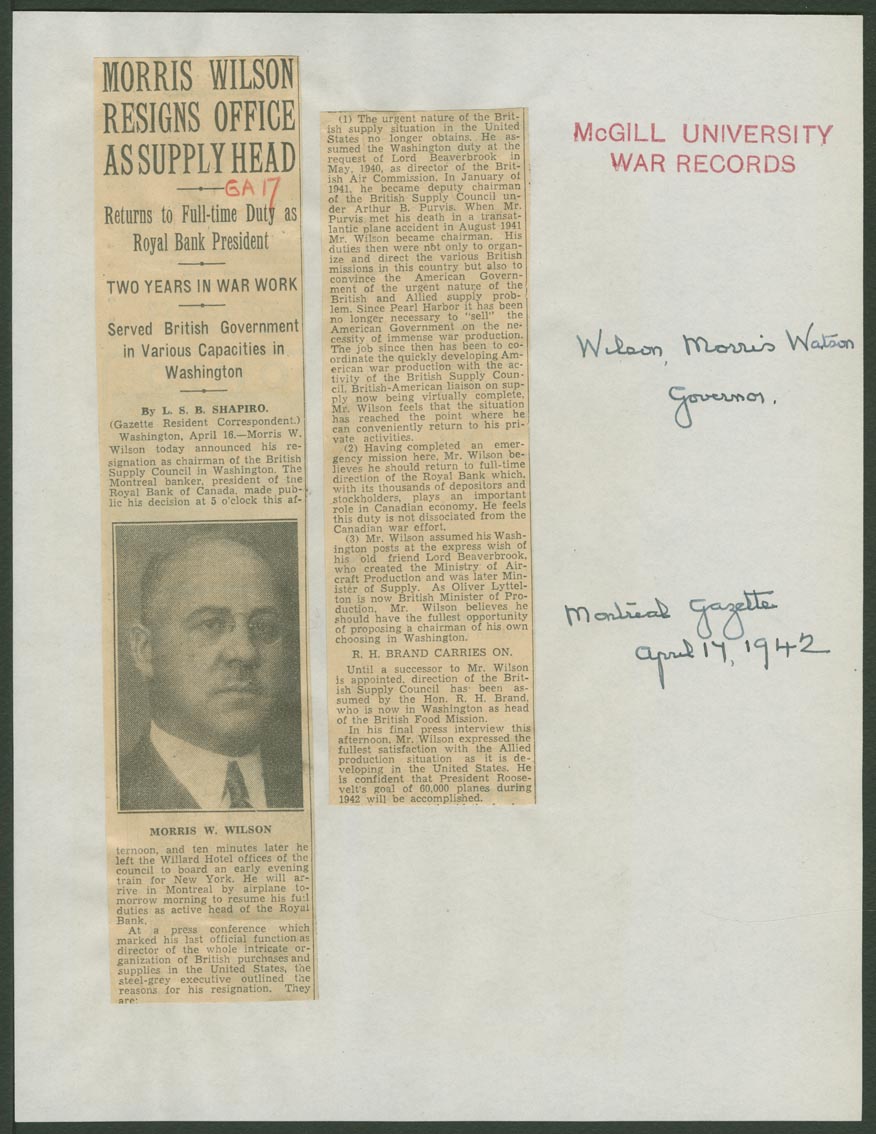 MORRIS WILSON
RESIGNS OFFICE
AS SUPPLY HEAD
GA 17
Returns to Full-time Duty as
Royal Bank President
TWO YEARS IN WAR WORK
Served British Government
in Various Capacities in
Washington
By L. S. B. SHAPIRO.
(Gazette Resident Correspondent.)
Washington, April 16.—Morris W.
Wilson today announced his re-
signation as chairman of the British
Supply Council in Washington. The
Montreal banker, president of the
Royal Bank of Canada, made pub-
lic his decision at 5 o'clock this af-
MORRIS W. WILSON
ternoon, and ten minutes later he
left the Willard Hotel offices of the
council to board an early evening
train for New York. He will ar-
rive in Montreal by airplane to-
morrow morning to resume his full
duties as active head of the Royal
Bank.
At a press conference which
marked his last official function as
director of the whole intricate or-
ganization of British purchases and
supplies in the United States, the
steel-grey executive outlined the
reasons for his resignation. They
are:
(1) The urgent nature of the Brit-
ish supply situation in the United
States no longer obtains. He as-
sumed the Washington duty at the
request of Lord Beaverbrook in
May, 1940, as director of the Brit-
ish Air Commission. In January of
1941, he became deputy chairman
of the British Supply Council un-
der Arthur B. Purvis. When Mr.
Purvis met his death in a transat-
lantic plane accident in August 1941
Mr. Wilson became chairman. His
duties then were not only to organ-
ize and direct the various British
missions in this country but also to
convince the American Govern-
ment of the urgent nature of the
British and Allied supply prob-
lem. Since Pearl Harbor it has been
no longer necessary to "sell" the
American Government on the ne-
cessity of immense war production.
The job since then has been to co-
ordinate the quickly developing Am-
erican war production with the ac-
tivity of the British Supply Coun-
cil. British-American liaison on sup-
ply now being virtually complete,
Mr. Wilson feels that the situation
has reached the point where he
can conveniently return to his pri-
vate activities.
(2) Having completed an emer-
gency mission here, Mr. Wilson be-
lieves he should return to full-time
direction of the Royal Bank which,
with its thousands of depositors and
stockholders, plays an important
role in Canadian economy. He feels
this duty is not dissociated from the
Canadian war effort.
(3) Mr. Wilson assumed his Wash-
ington posts at the express wish of
his old friend Lord Beaverbrook,
who created the Ministry of Air-
craft Production and was later Min-
ister of Supply. As Oliver Lyttel-
ton is now British Minister of Pro-
duction, Mr. Wilson believes he
should have the fullest opportunity
of proposing a chairman of his own
choosing in Washington.
R. H. BRAND CARRIES ON.
Until a successor to Mr. Wilson
is appointed, direction of the Brit-
ish Supply Council has been as-
sumed by the Hon. R. H. Brand,
who is now in Washington as head
of the British Food Mission.
In his final press interview this
afternoon, Mr. Wilson expressed the
fullest satisfaction with the Allied
production situation as it is de-
veloping in the United States. He
is confident that President Roose-
velt's goal of 60,000 planes during
1942 will be accomplished.
McGILL UNIVERSITY
WAR RECORDS
Wilson, Morris Watson
Governor.
Montreal Gazette
April 17, 1942